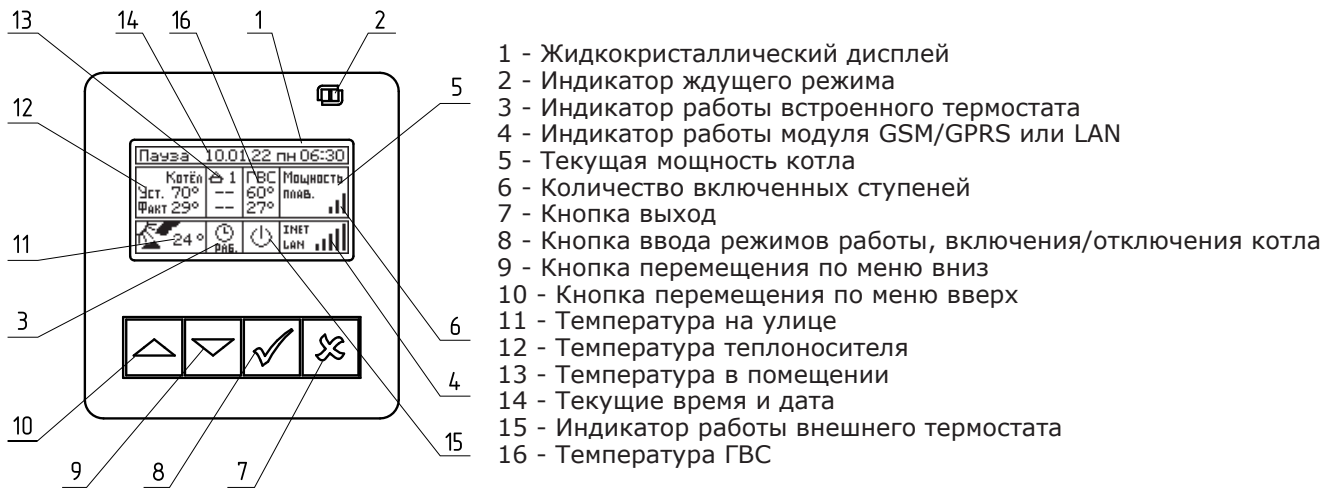 13
14
16
1
2
12
5
11
3
6
4
10
15
9
8
7
Пауза 10.01.22 пн 06:30
Котёл
1
ГВС
Мощность
Уст. 70°
--
60°
плав.
Факт 29°
--
27°
24°
РАБ.
INET
LAN
1 - Жидкокристаллический дисплей
2 - Индикатор ждущего режима
3 - Индикатор работы встроенного термостата
4 - Индикатор работы модуля GSM/GPRS или LAN
5 - Текущая мощность котла
6 - Количество включенных ступеней
7 - Кнопка выход
8 - Кнопка ввода режимов работы, включения/отключения котла
9 - Кнопка перемещения по меню вниз
10 - Кнопка перемещения по меню вверх
11 - Температура на улице
12 - Температура теплоносителя
13 - Температура в помещении
14 - Текущие время и дата
15 - Индикатор работы внешнего термостата
16 - Температура ГВС